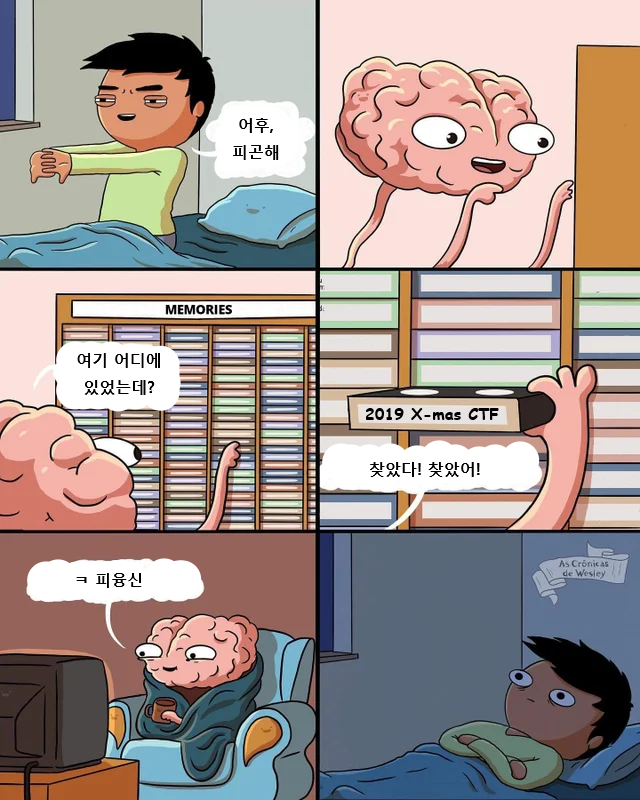 어후,
피곤해
MEMORIES
여기 어디에
있었는데?
2019 X-mas CTF
찾았다! 찾았어!
ㅋ 피융신
As Crônicas
de Wesley